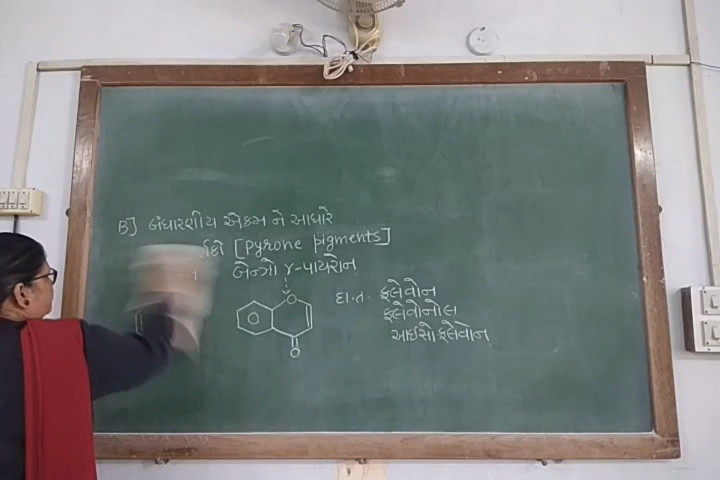 B] બંધારણીય એકમ ને આધારે
[Pyrone pigments]
બેન્ઝો γ-પાયરોન
દા.ત. ફ્લેવોન
ફ્લેવોનોલ
આઈસોફ્લેવોન
O
O